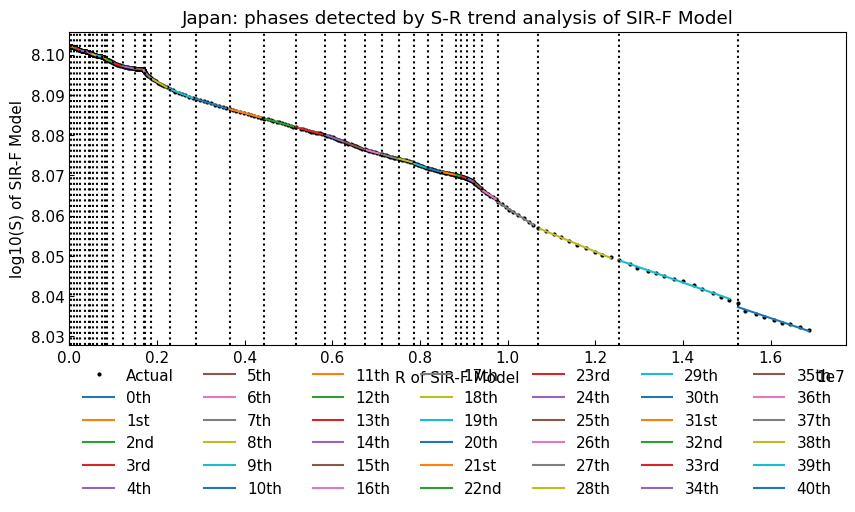 Japan: phases detected by S-R trend analysis of SIR-F Model
log10(S) of SIR-F Model
8.10
8.09
8.08
8.07
8.06
8.05
8.04
8.03
0.0 0.2 0.4 0.6 0.8 1.0 1.2 1.4 1.6
R of SIR-F Model
1e7
Actual 5th 11th 17th 23rd 29th 35th
0th 6th 12th 18th 24th 30th 36th
1st 7th 13th 19th 25th 31st 37th
2nd 8th 14th 20th 26th 32nd 38th
3rd 9th 15th 21st 27th 33rd 39th
4th 10th 16th 22nd 28th 34th 40th